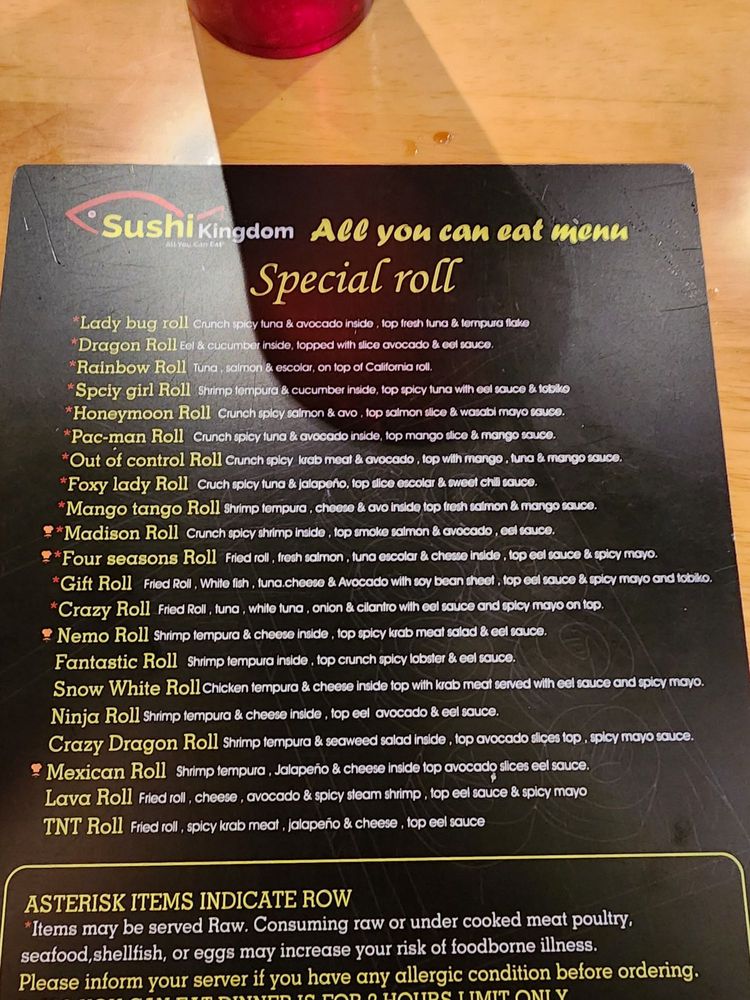 Sushi Kingdom All you can eat menu
All You Can Eat
Special roll
*Lady bug roll Crunch spicy tuna & avocado inside , top fresh tuna & tempura flake
*Dragon Roll Eel & cucumber inside, topped with slice avocado & eel sauce.
*Rainbow Roll Tuna , salmon & escolar, on top of California roll.
*Spciy girl Roll Shrimp tempura & cucumber inside, top spicy tuna with eel sauce & tobiko
*Honeymoon Roll Crunch spicy salmon & avo , top salmon slice & wasabi mayo sauce.
*Pac-man Roll Crunch spicy tuna & avocado inside, top mango slice & mango sauce.
*Out of control Roll Crunch spicy krab meat & avocado , top with mango , tuna & mango sauce.
*Foxy lady Roll Cruch spicy tuna & jalapeño, top slice escolar & sweet chili sauce.
*Mango tango Roll Shrimp tempura , cheese & avo inside, top fresh salmon & mango sauce.
*Madison Roll Crunch spicy shrimp inside , top smoke salmon & avocado , eel sauce.
*Four seasons Roll Fried roll , fresh salmon , tuna escolar & chesse inside , top eel sauce & spicy mayo.
*Gift Roll Fried Roll , White fish , tuna.cheese & Avocado with soy bean sheet , top eel sauce & spicy mayo and tobiko.
*Crazy Roll Fried Roll , tuna , white tuna , onion & cilantro with eel sauce and spicy mayo on top.
Nemo Roll Shrimp tempura & cheese inside , top spicy krab meat salad & eel sauce.
Fantastic Roll Shrimp tempura inside , top crunch spicy lobster & eel sauce.
Snow White Roll Chicken tempura & cheese inside top with krab meat served with eel sauce and spicy mayo.
Ninja Roll Shrimp tempura & cheese inside , top eel avocado & eel sauce.
Crazy Dragon Roll Shrimp tempura & seaweed salad inside , top avocado slices top , spicy mayo sauce.
Mexican Roll Shrimp tempura , Jalapeño & cheese inside top avocado slices eel sauce.
Lava Roll Fried roll , cheese , avocado & spicy steam shrimp , top eel sauce & spicy mayo
TNT Roll Fried roll , spicy krab meat , jalapeño & cheese , top eel sauce
ASTERISK ITEMS INDICATE ROW
*Items may be served Raw. Consuming raw or under cooked meat poultry,
seafood,shellfish, or eggs may increase your risk of foodborne illness.
Please inform your server if you have any allergic condition before ordering.
YOU CAN EAT DINNER IS FOR 2 HOURS LIMIT ONLY